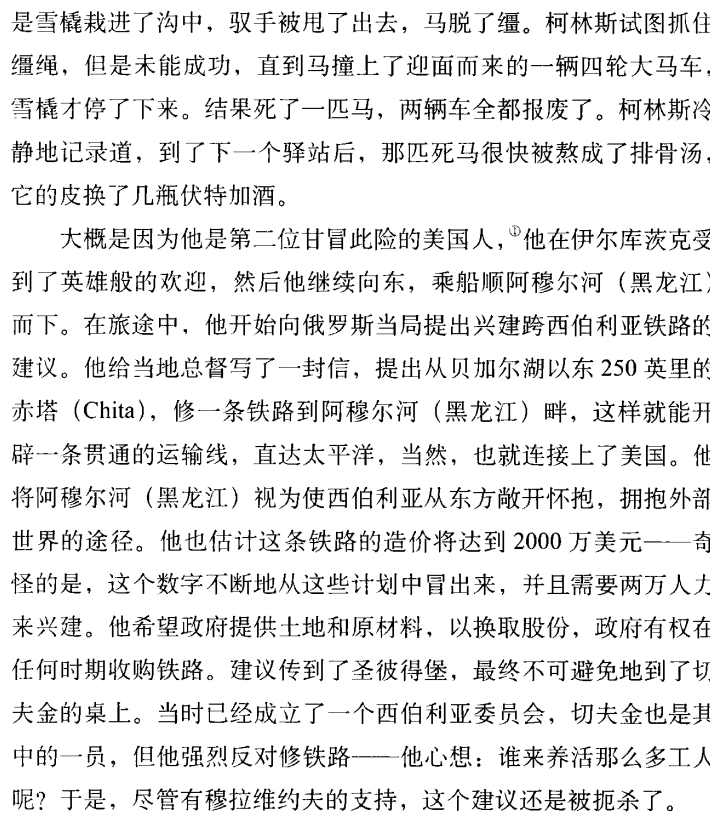 是雪橇栽进了沟中，驭手被甩了出去，马脱了缰。柯林斯试图抓住
缰绳，但是未能成功，直到马撞上了迎面而来的一辆四轮大马车，
雪橇才停了下来。结果死了一匹马，两辆车全都报废了。柯林斯冷
静地记录道，到了下一个驿站后，那匹死马很快被熬成了排骨汤，
它的皮换了几瓶伏特加酒。
大概是因为他是第二位甘冒此险的美国人，①他在伊尔库茨克受
到了英雄般的欢迎，然后他继续向东，乘船顺阿穆尔河（黑龙江）
而下。在旅途中，他开始向俄罗斯当局提出兴建跨西伯利亚铁路的
建议。他给当地总督写了一封信，提出从贝加尔湖以东 250 英里的
赤塔（Chita），修一条铁路到阿穆尔河（黑龙江）畔，这样就能开
辟一条贯通的运输线，直达太平洋，当然，也就连接上了美国。他
将阿穆尔河（黑龙江）视为使西伯利亚从东方敞开怀抱，拥抱外部
世界的途径。他也估计这条铁路的造价将达到 2000 万美元——奇
怪的是，这个数字不断地从这些计划中冒出来，并且需要两万人力
来兴建。他希望政府提供土地和原材料，以换取股份，政府有权在
任何时期收购铁路。建议传到了圣彼得堡，最终不可避免地到了切
夫金的桌上。当时已经成立了一个西伯利亚委员会，切夫金也是其
中的一员，但他强烈反对修铁路——他心想：谁来养活那么多工人
呢？于是，尽管有穆拉维约夫的支持，这个建议还是被扼杀了。